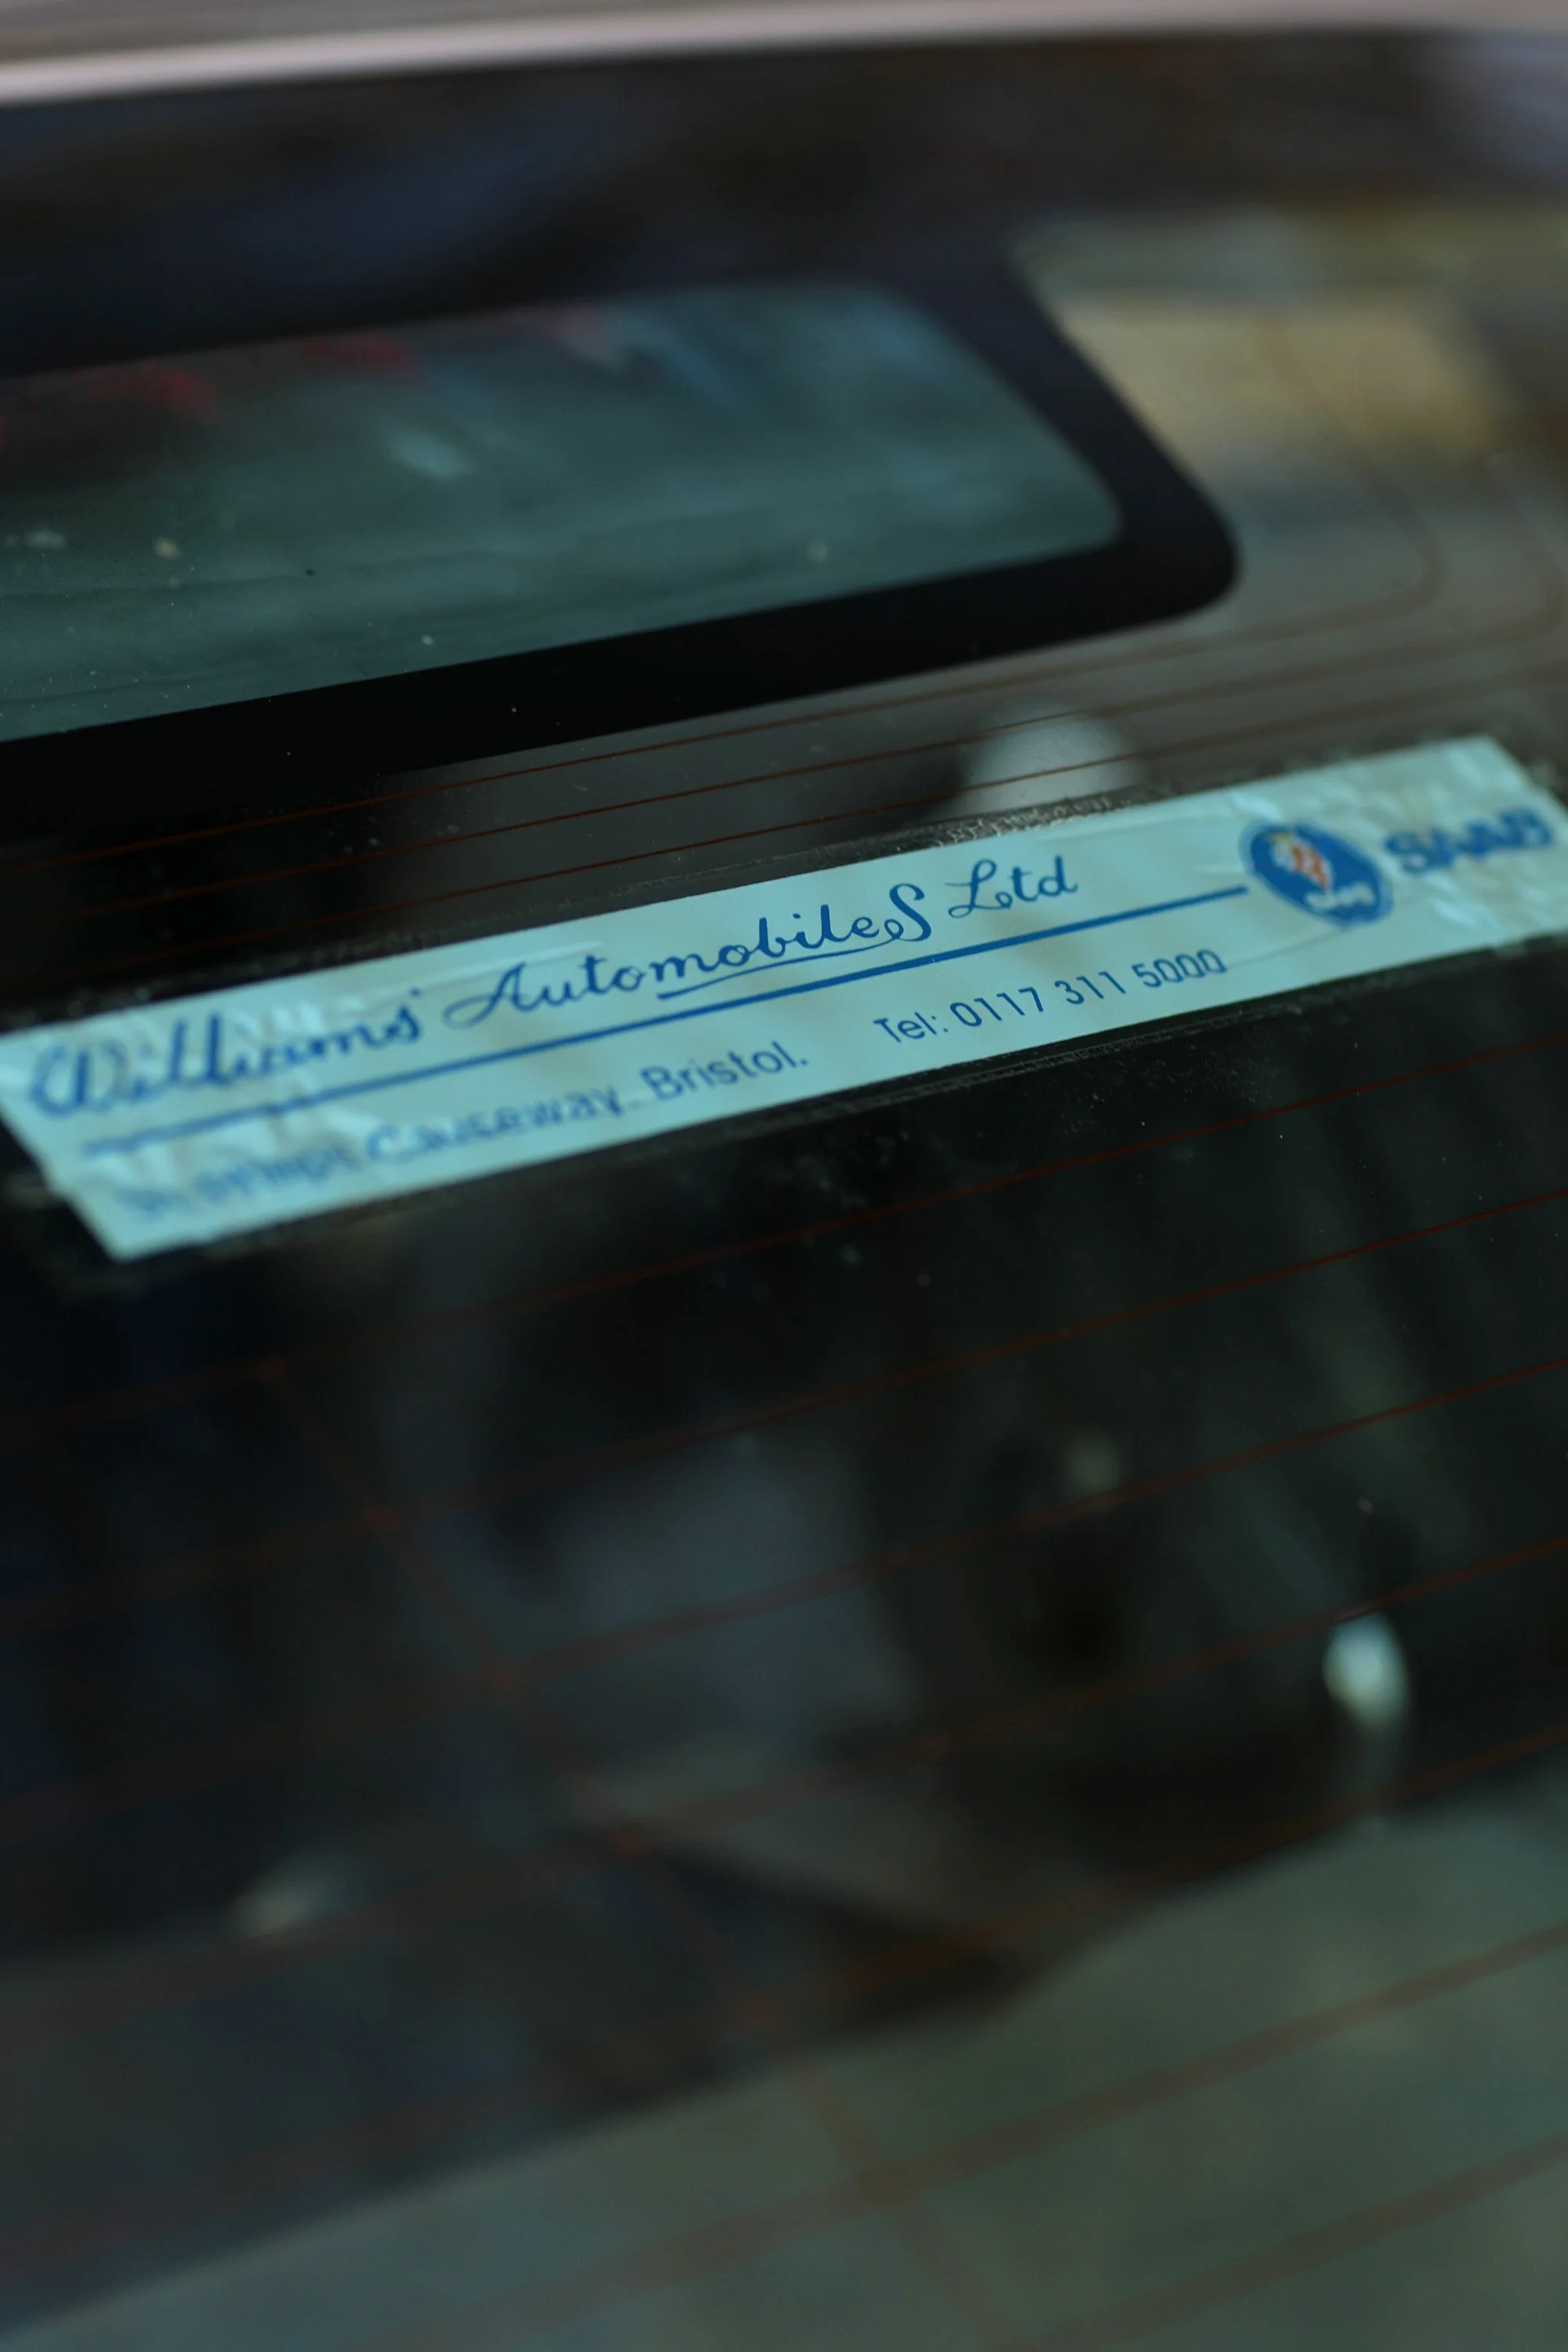 Williams' Automobiles Ltd
SAAB
Causeway, Bristol. Tel: 0117 311 5000